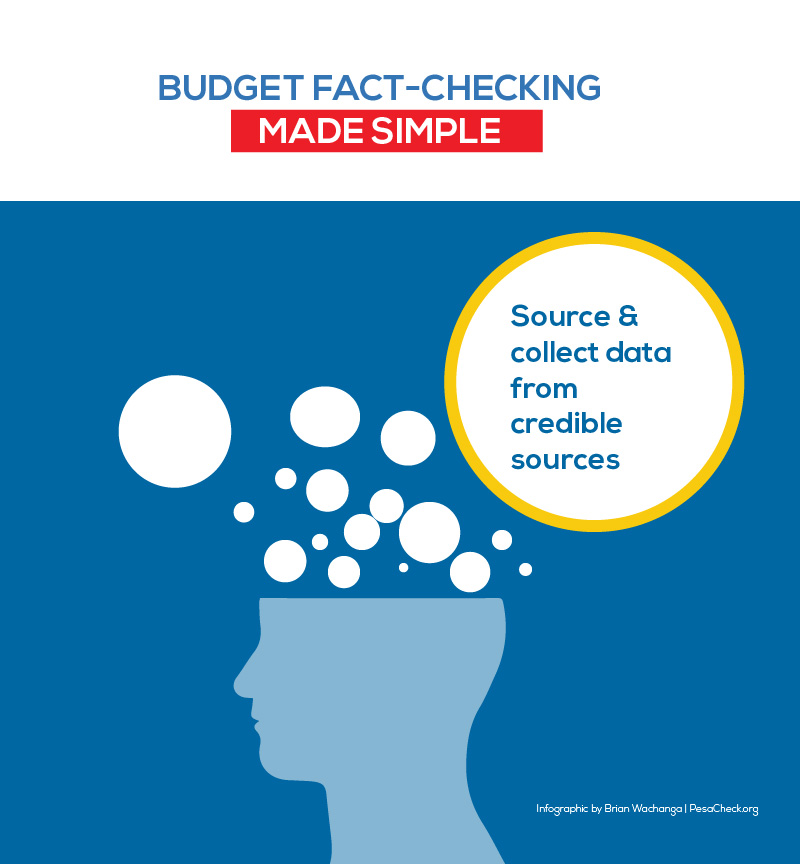 BUDGET FACT-CHECKING
MADE SIMPLE
Source &
collect data
from
credible
sources
Infographic by Brian Wachanga | PesaCheck.org